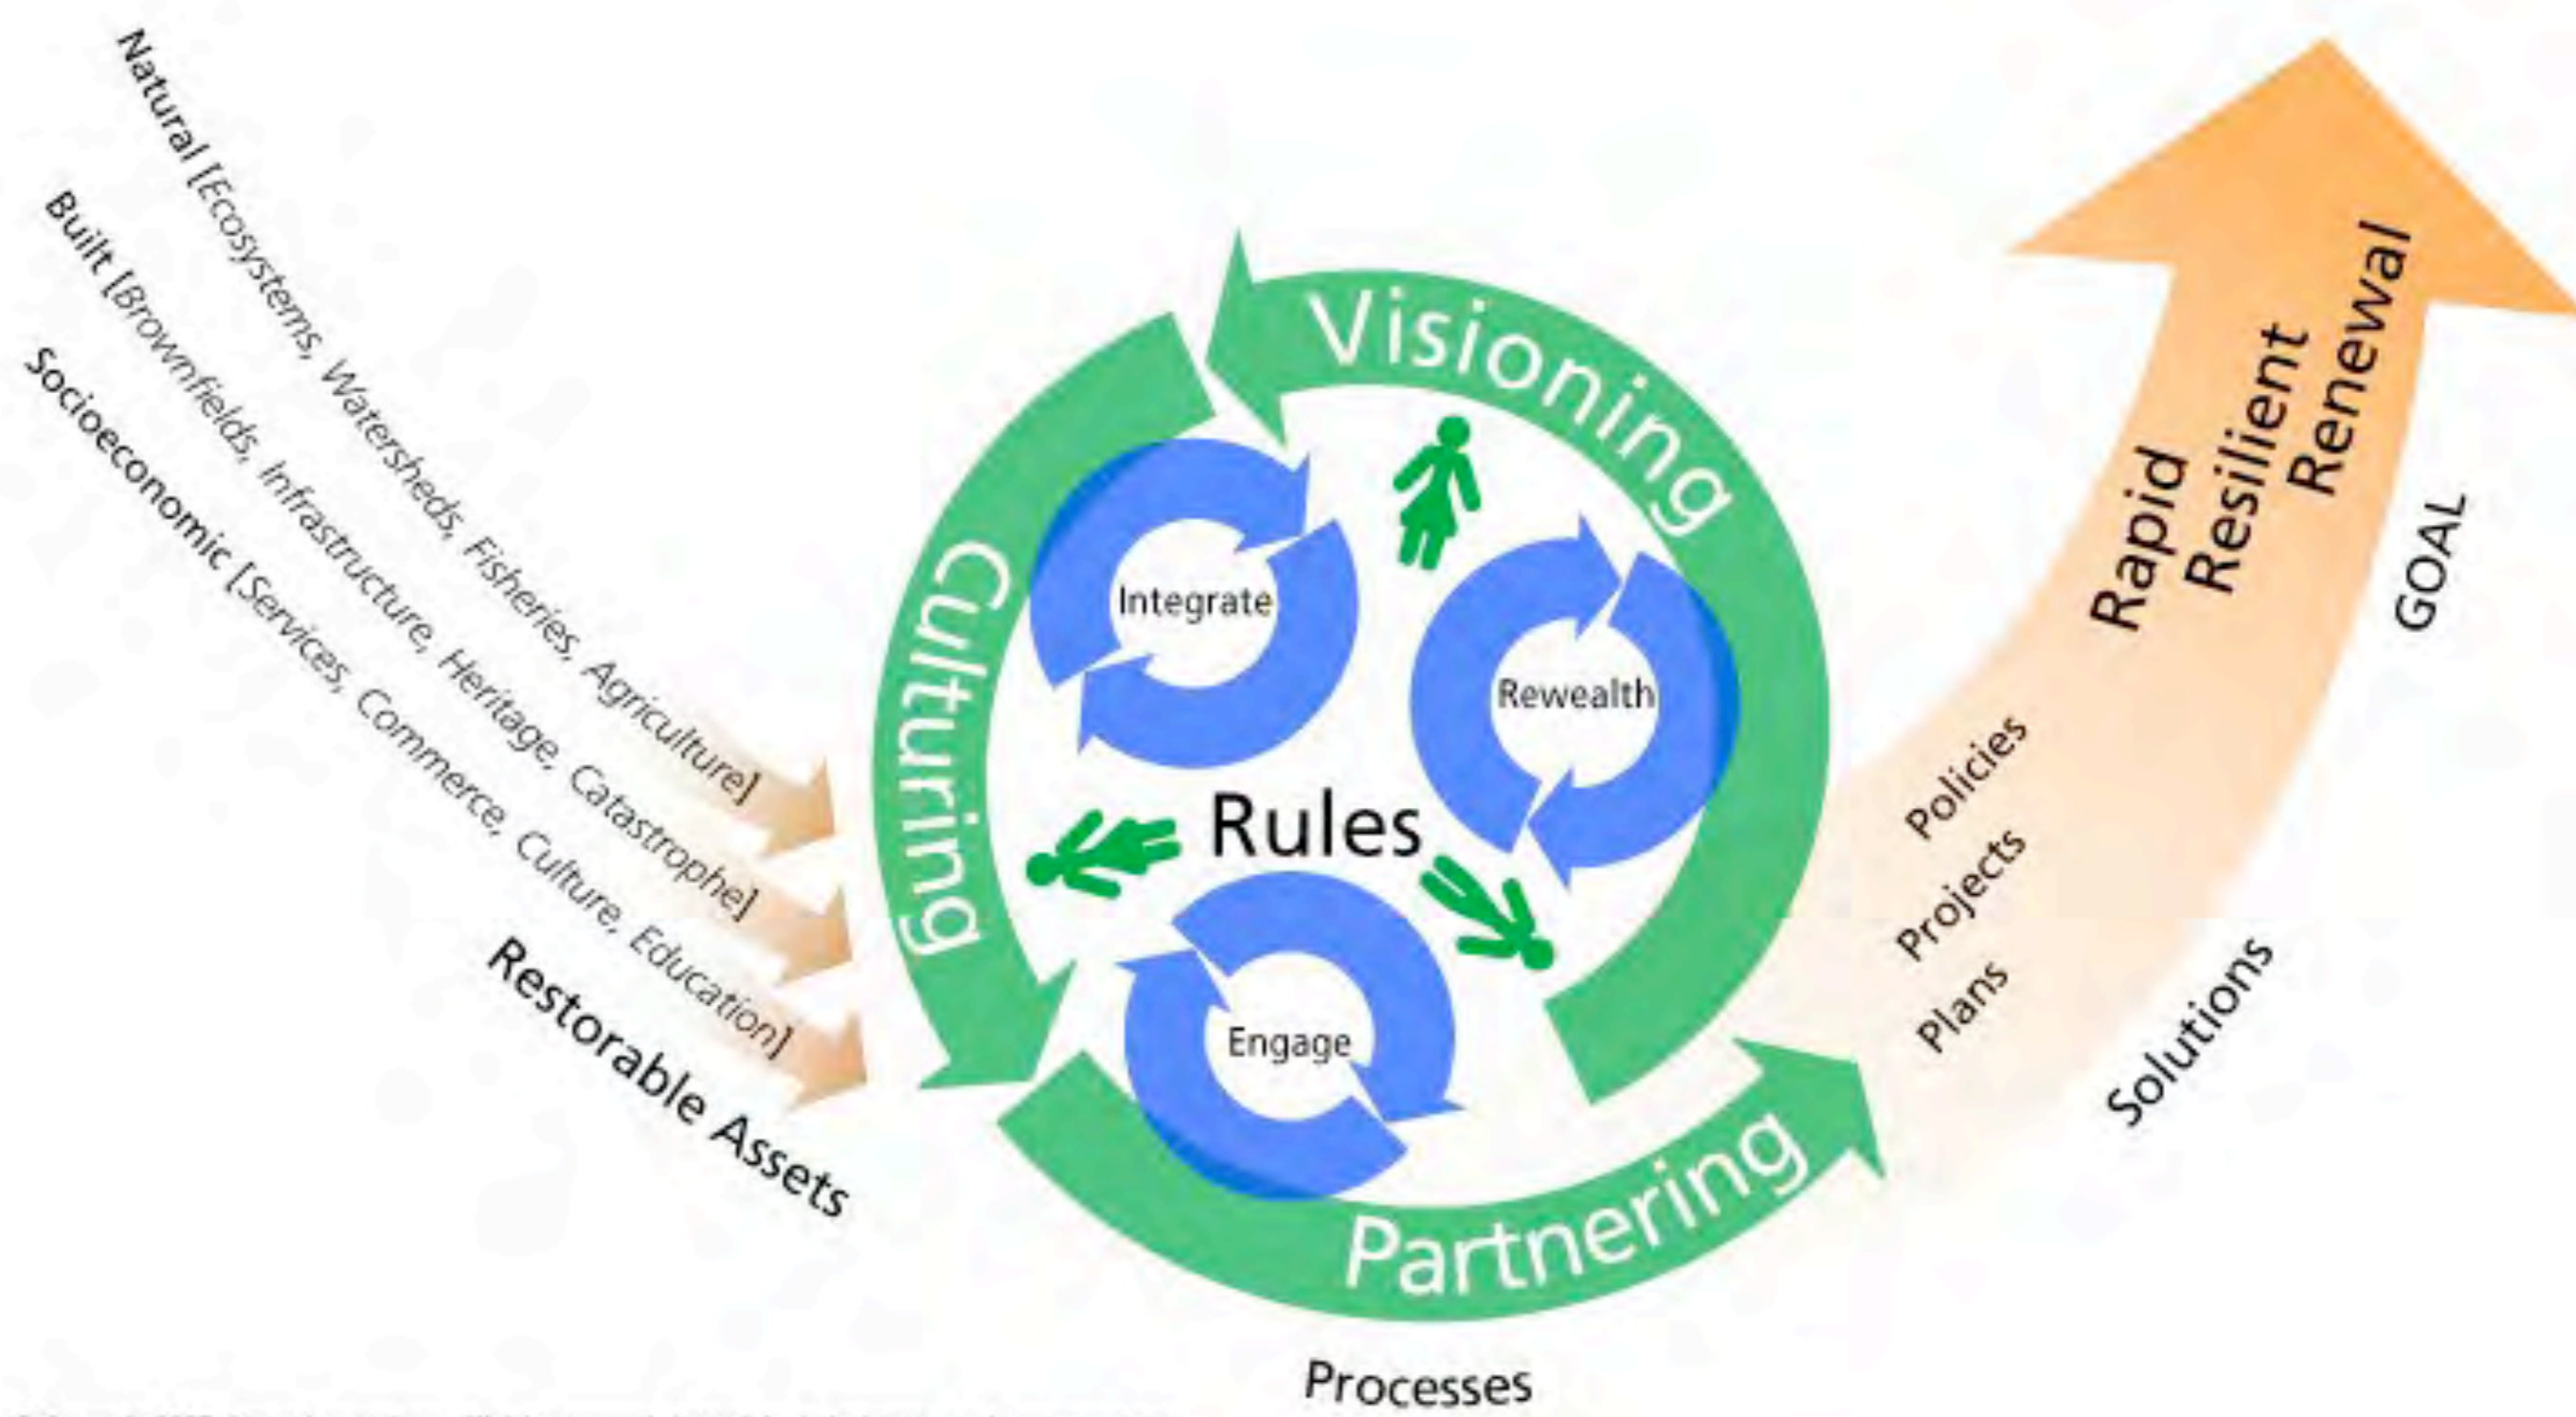 Natural [Ecosystems, Watersheds, Fisheries, Agriculture]
Built [Brownfields, Infrastructure, Heritage, Catastrophe]
Socioeconomic [Services, Commerce, Culture, Education]
Restorable Assets
Visioning
Culturing
Partnering
Integrate
Rewealth
Rules
Engage
Processes
Policies
Projects
Plans
Solutions
Rapid
Resilient
Renewal
GOAL